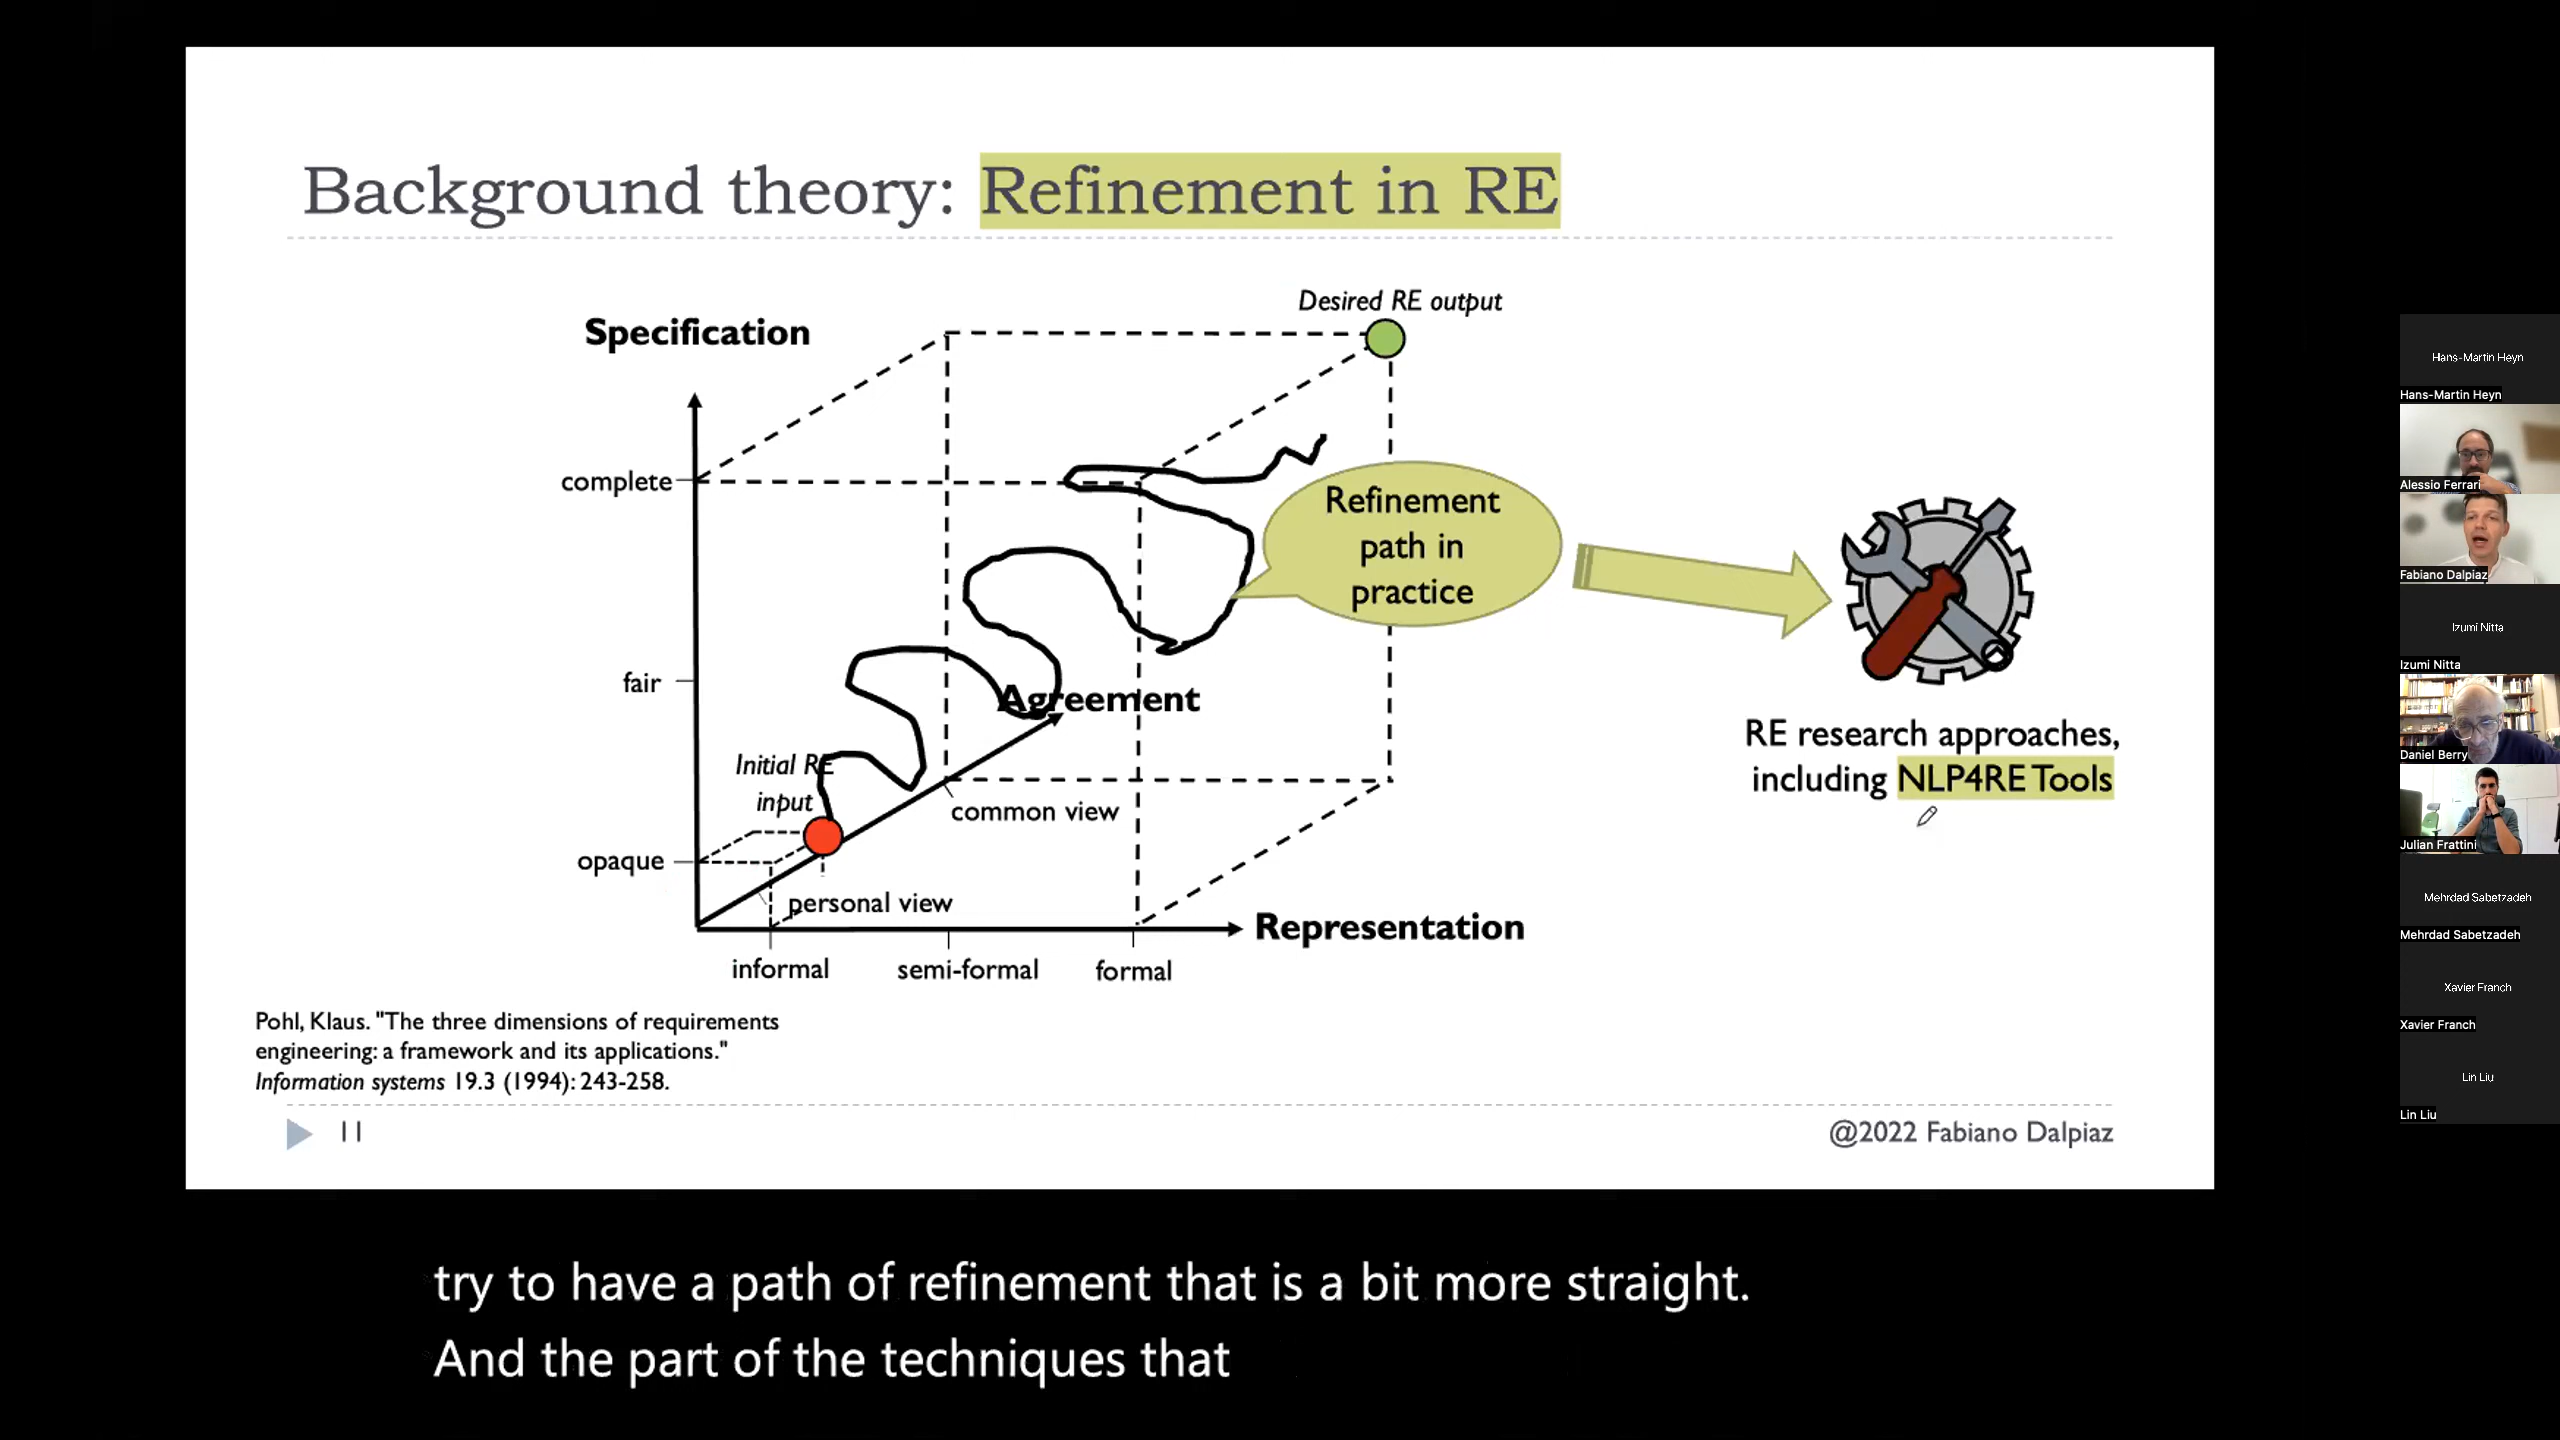 Background theory: Refinement in RE
Desired RE output
Specification
complete
Refinement
path in
practice
fair
Agreement
Initial RE
input
common view
opaque
personal view
Representation
informal
semi-formal
formal
RE research approaches,
including NLP4RE Tools
Pohl, Klaus. "The three dimensions of requirements
engineering: a framework and its applications."
Information systems 19.3 (1994): 243-258.
11
@2022 Fabiano Dalpiaz
Hans-Martin Heyn
Hans-Martin Heyn
Alessio Ferrari
Fabiano Dalpiaz
Izumi Nitta
Izumi Nitta
Daniel Berry
Julian Frattini
Mehrdad Sabetzadeh
Mehrdad Sabetzadeh
Xavier Franch
Xavier Franch
Lin Liu
Lin Liu
try to have a path of refinement that is a bit more straight.
And the part of the techniques that